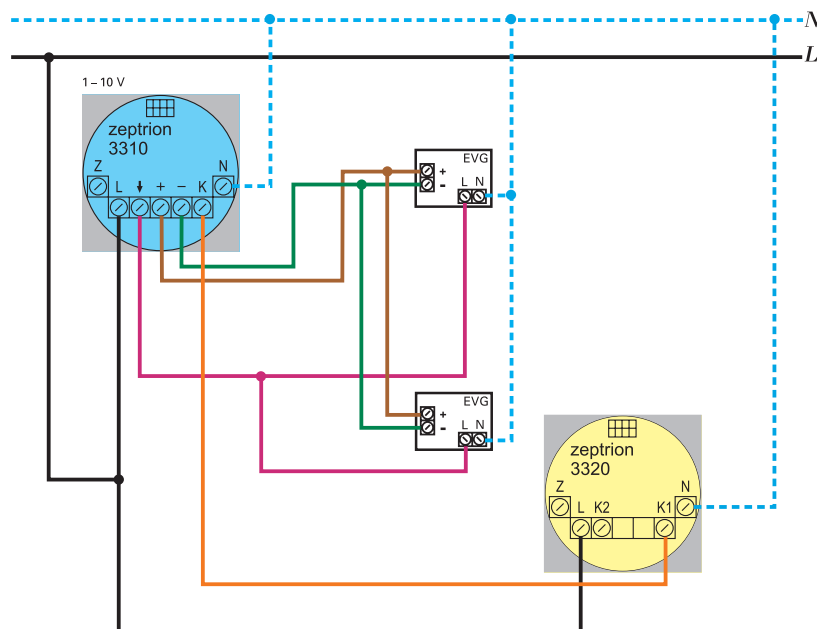 N
L
1 – 10 V
zeptrion
3310
Z
N
L + – K
EVG
+
-
L N
EVG
+
-
L N
zeptrion
3320
Z
N
L K2 K1